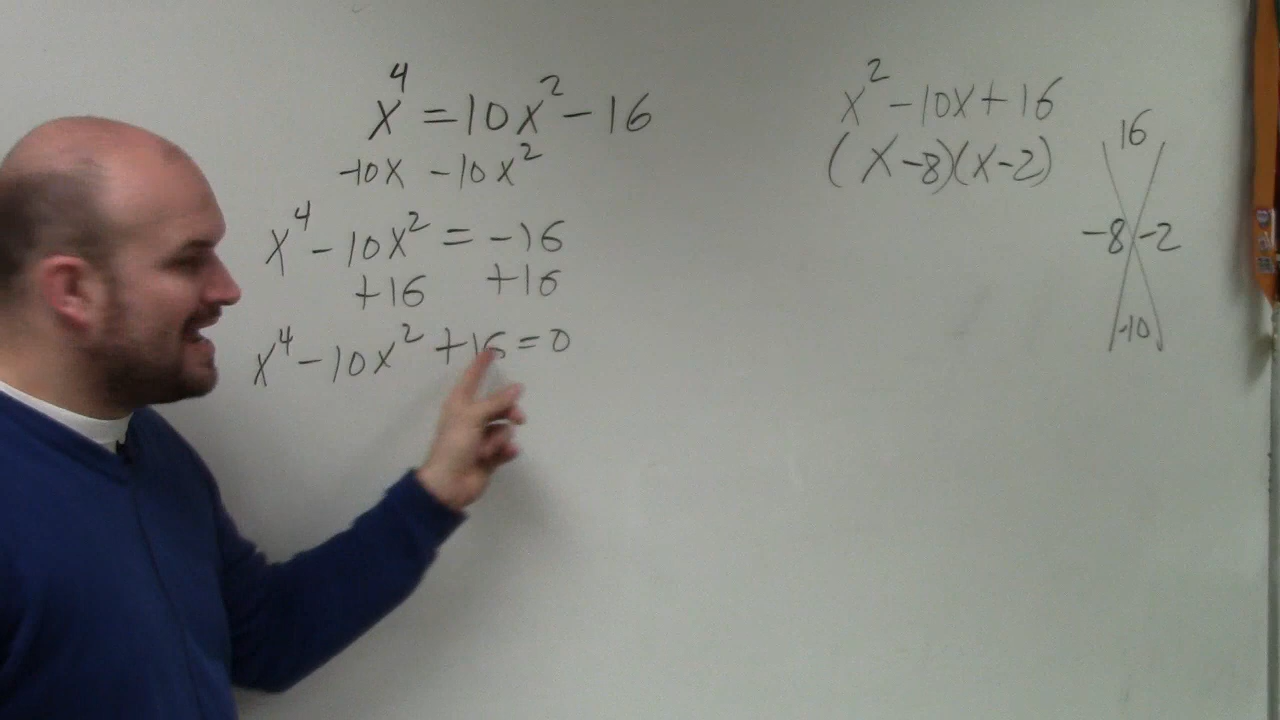 x⁴ = 10x² - 16
-10x - 10x²
x⁴ - 10x² = -16
+16 +16
x⁴ - 10x² + 16 = 0
x² - 10x + 16
(x - 8)(x - 2)
16
-8 -2
-10